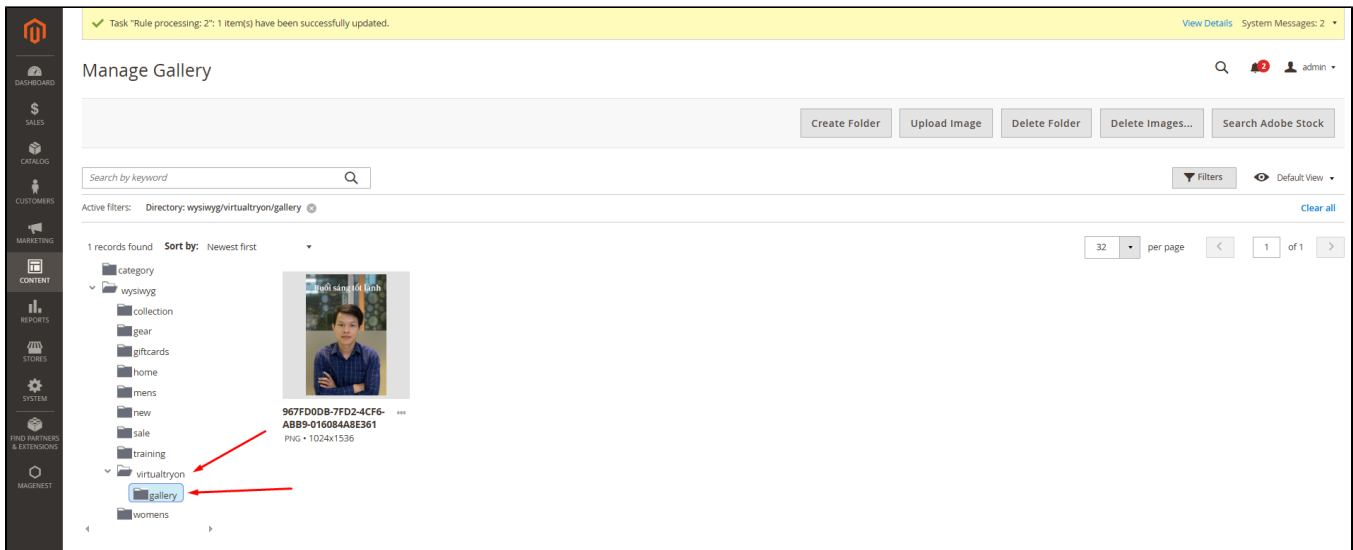 Task "Rule processing: 2": 1 item(s) have been successfully updated.
View Details System Messages: 2
Manage Gallery
2 admin
Create Folder Upload Image Delete Folder Delete Images... Search Adobe Stock
Search by keyword
Filters Default View
Active filters: Directory: wysiwyg/virtualtryon/gallery
Clear all
1 records found Sort by: Newest first
32 per page 1 of 1
DASHBOARD
SALES
CATALOG
CUSTOMERS
MARKETING
CONTENT
REPORTS
STORES
SYSTEM
FIND PARTNERS
& EXTENSIONS
MAGENEST
category
wysiwyg
collection
gear
giftcards
home
mens
new
sale
training
virtualtryon
gallery
womens
Buổi sáng tốt lành
967FD0DB-7FD2-4CF6-
ABB9-016084A8E361
PNG • 1024x1536